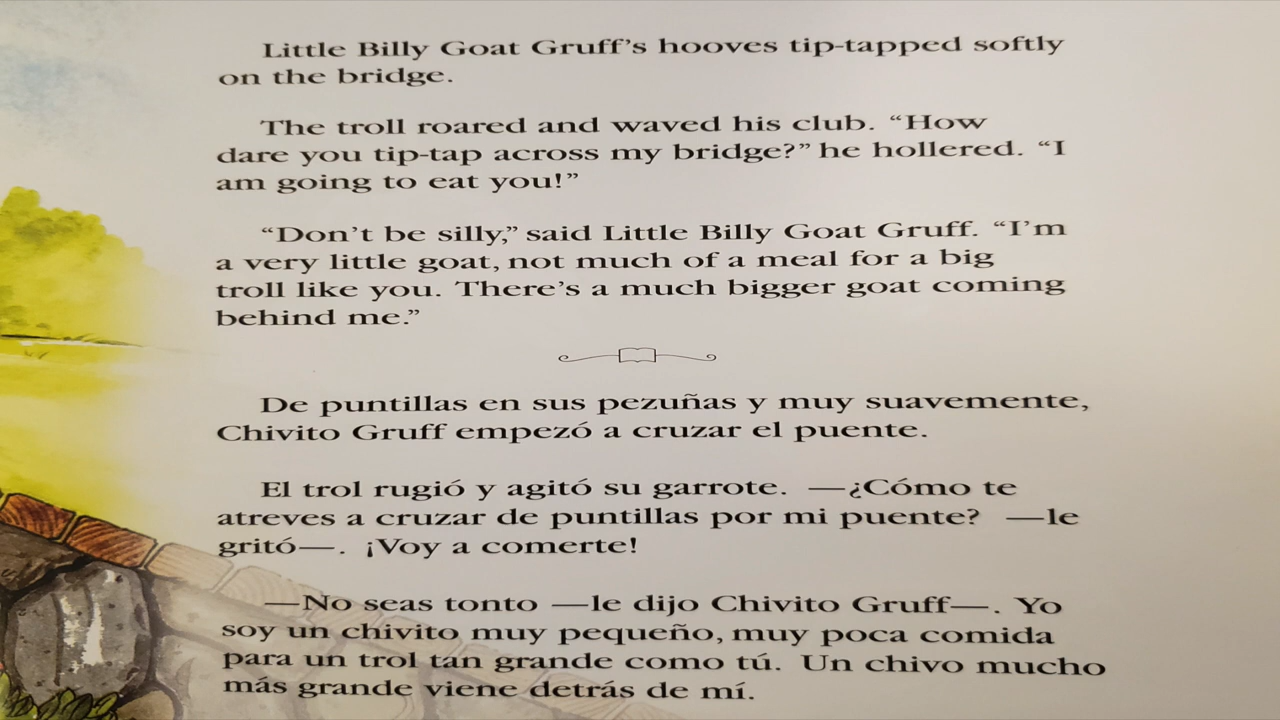 Little Billy Goat Gruff's hooves tip-tapped softly
on the bridge.
The troll roared and waved his club. “How
dare you tip-tap across my bridge?” he hollered. “I
am going to eat you!”
“Don't be silly,” said Little Billy Goat Gruff. “I'm
a very little goat, not much of a meal for a big
troll like you. There's a much bigger goat coming
behind me.”
De puntillas en sus pezuñas y muy suavemente,
Chivito Gruff empezó a cruzar el puente.
El trol rugió y agitó su garrote. —¿Cómo te
atreves a cruzar de puntillas por mi puente? —le
gritó—. ¡Voy a comerte!
—No seas tonto —le dijo Chivito Gruff—. Yo
soy un chivito muy pequeño, muy poca comida
para un trol tan grande como tú. Un chivo mucho
más grande viene detrás de mí.